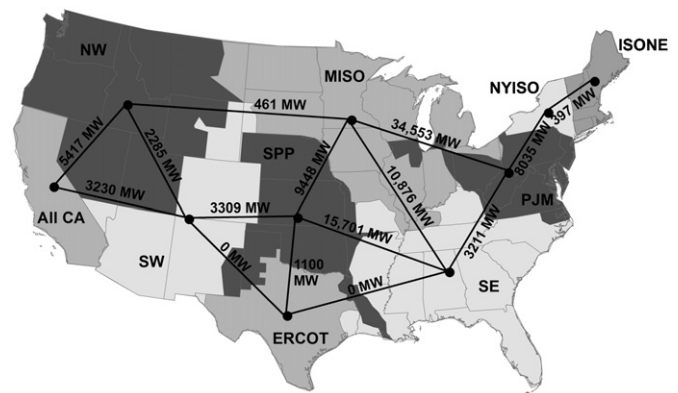 ISONE
NW
MISO
NYISO
461 MW
34,553 MW
397 MW
5417 MW
2285 MW
SPP
8035 MW
9448 MW
10,876 MW
3230 MW
PJM
3309 MW
15,701 MW
3211 MW
All CA
SW
0 MW
1100
MW
0 MW
SE
ERCOT